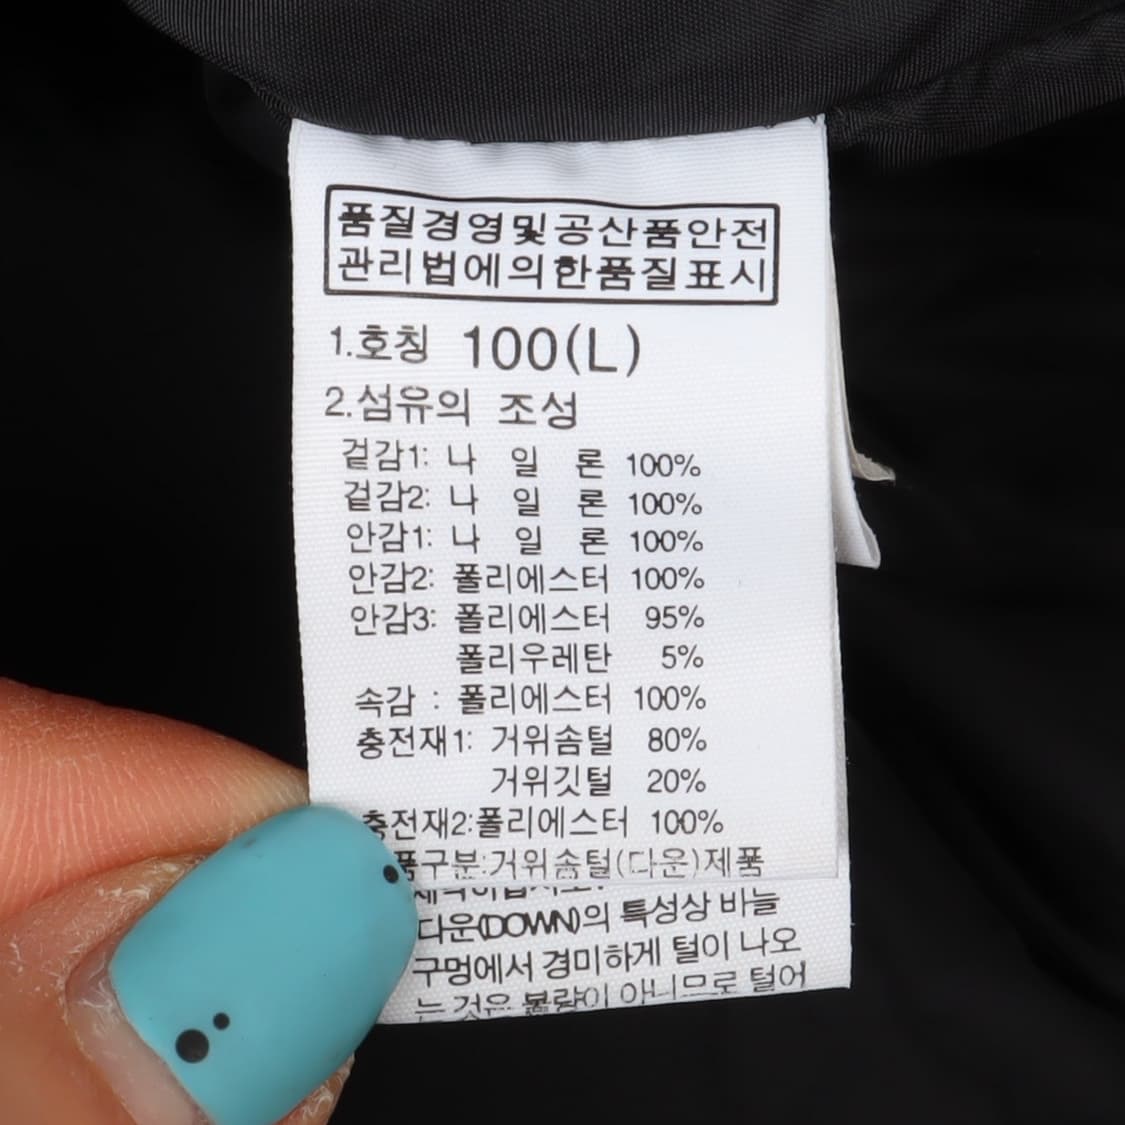 품질경영및공산품안전
관리법에의한품질표시
1.호칭 100(L)
2.섬유의 조성
겉감1: 나 일 론 100%
겉감2: 나 일 론 100%
안감1: 나 일 론 100%
안감2: 폴리에스터 100%
안감3: 폴리에스터 95%
폴리우레탄 5%
속감 : 폴리에스터 100%
충전재1: 거위솜털 80%
거위깃털 20%
충전재2:폴리에스터 100%
품구분:거위솜털(다운)제품
다운(DOWN)의 특성상 바늘
구멍에서 경미하게 털이 나오
는 것은 불량이 아니므로 털어